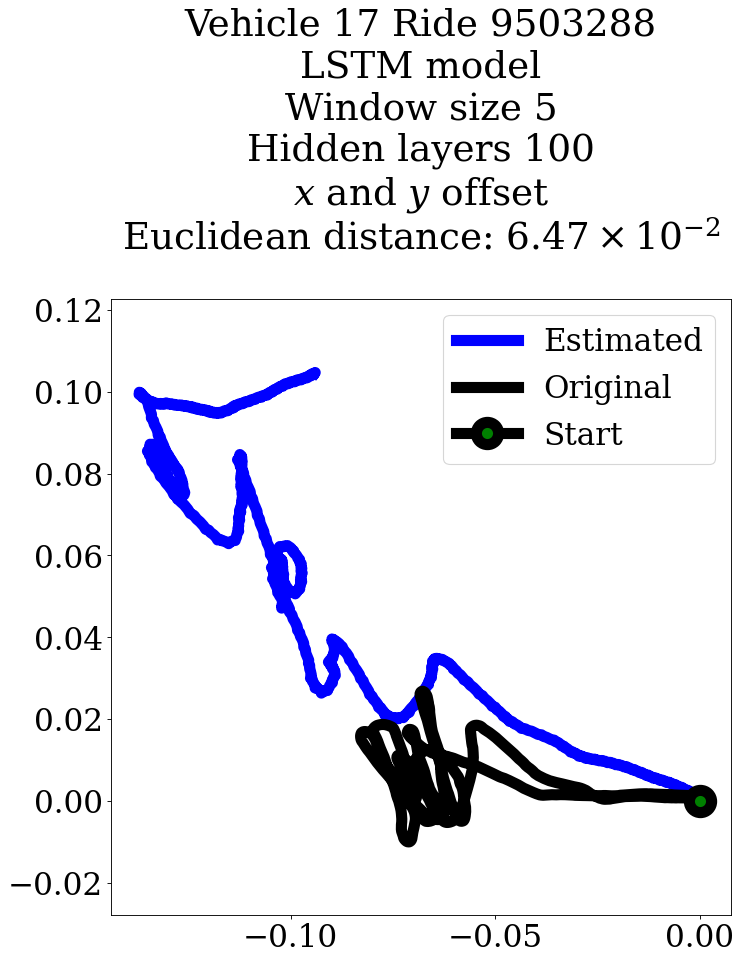 Vehicle 17 Ride 9503288
LSTM model
Window size 5
Hidden layers 100
x and y offset
Euclidean distance: 6.47 × 10⁻²
Estimated
Original
Start
0.12
0.10
0.08
0.06
0.04
0.02
0.00
−0.02
−0.10
−0.05
0.00